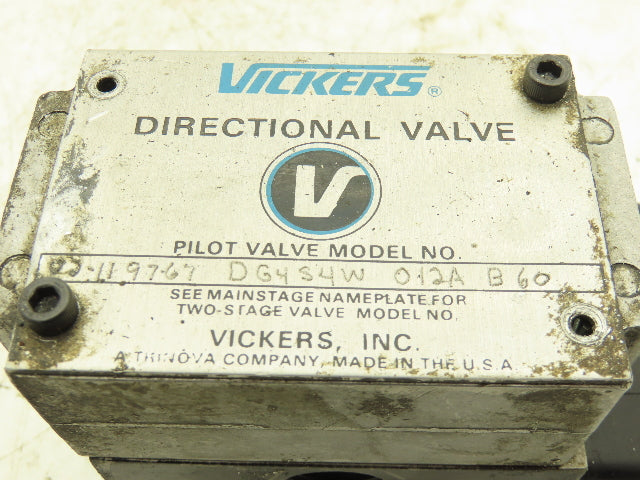 VICKERS®
DIRECTIONAL VALVE
V
PILOT VALVE MODEL NO.
02-119767 DG4S4W 012A B 60
SEE MAINSTAGE NAMEPLATE FOR
TWO-STAGE VALVE MODEL NO.
VICKERS, INC.
A TRINOVA COMPANY, MADE IN THE U.S.A